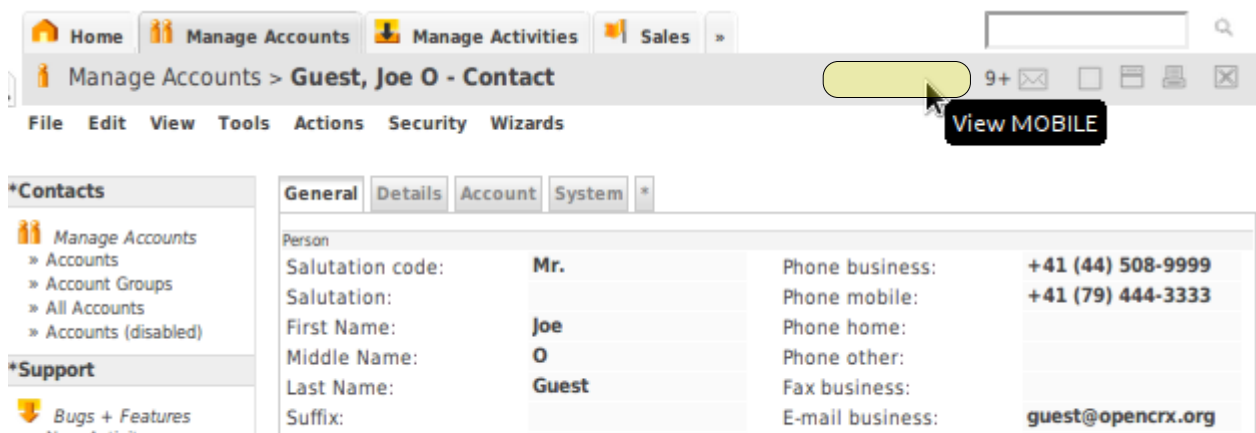 Home Manage Accounts Manage Activities Sales »
Manage Accounts > Guest, Joe O - Contact 9+
View MOBILE
File Edit View Tools Actions Security Wizards
*Contacts
Manage Accounts
» Accounts
» Account Groups
» All Accounts
» Accounts (disabled)
*Support
Bugs + Features
General Details Account System *
Person
Salutation code: Mr. Phone business: +41 (44) 508-9999
Salutation: Phone mobile: +41 (79) 444-3333
First Name: Joe Phone home:
Middle Name: O Phone other:
Last Name: Guest Fax business:
Suffix: E-mail business: guest@opencrx.org